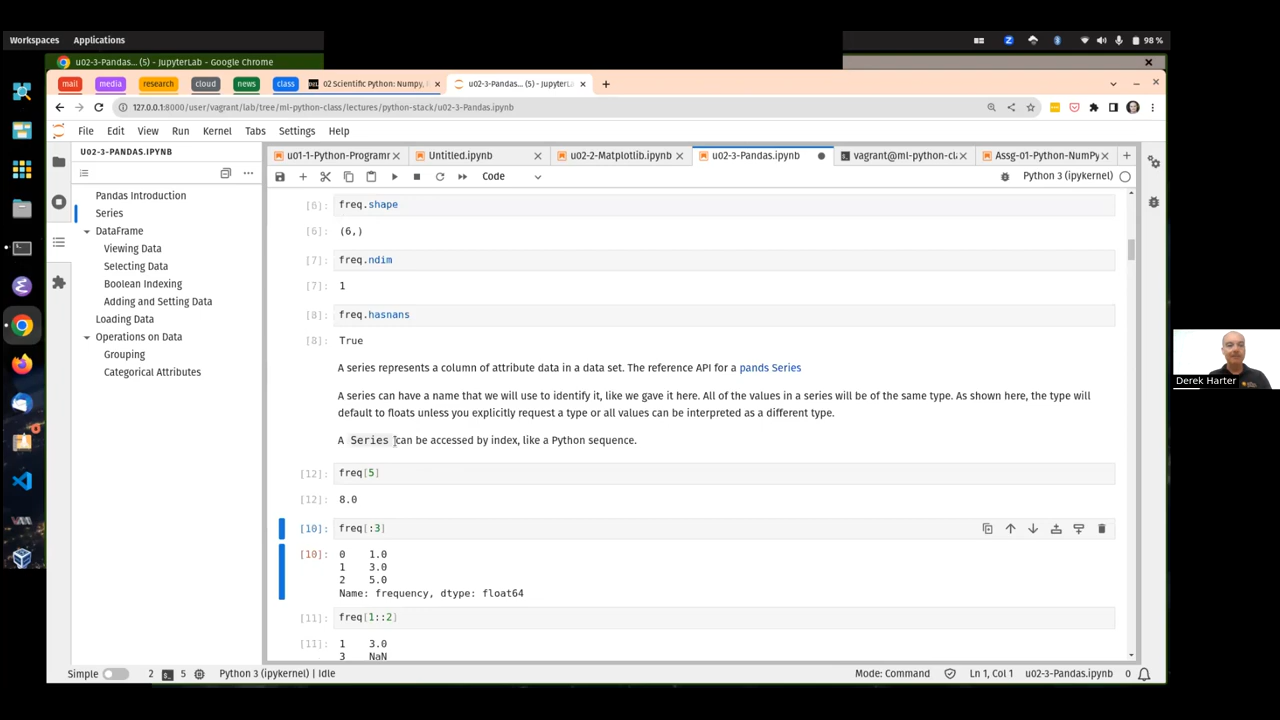 Workspaces Applications
98 %
u02-3-Pandas... (5) - JupyterLab - Google Chrome
mail media research cloud news class 02 Scientific Python: Numpy, u02-3-Pandas... (5) - JupyterLa
127.0.0.1:8000/user/vagrant/lab/tree/ml-python-class/lectures/python-stack/u02-3-Pandas.ipynb
File Edit View Run Kernel Tabs Settings Help
U02-3-PANDAS.IPYNB
u01-1-Python-Programr Untitled.ipynb u02-2-Matplotlib.ipynb u02-3-Pandas.ipynb vagrant@ml-python-cl Assg-01-Python-NumPy
Code
Python 3 (ipykernel)
Pandas Introduction
Series
DataFrame
Viewing Data
Selecting Data
Boolean Indexing
Adding and Setting Data
Loading Data
Operations on Data
Grouping
Categorical Attributes
[6]: freq.shape
[6]: (6,)
[7]: freq.ndim
[7]: 1
[8]: freq.hasnans
[8]: True
A series represents a column of attribute data in a data set. The reference API for a pands Series
A series can have a name that we will use to identify it, like we gave it here. All of the values in a series will be of the same type. As shown here, the type will
default to floats unless you explicitly request a type or all values can be interpreted as a different type.
A Series can be accessed by index, like a Python sequence.
[12]: freq[5]
[12]: 8.0
[10]: freq[:3]
[10]: 0 1.0
1 3.0
2 5.0
Name: frequency, dtype: float64
[11]: freq[1::2]
[11]: 1 3.0
3 NaN
Simple 2 5 Python 3 (ipykernel) | Idle
Mode: Command Ln 1, Col 1 u02-3-Pandas.ipynb 0
Derek Harter